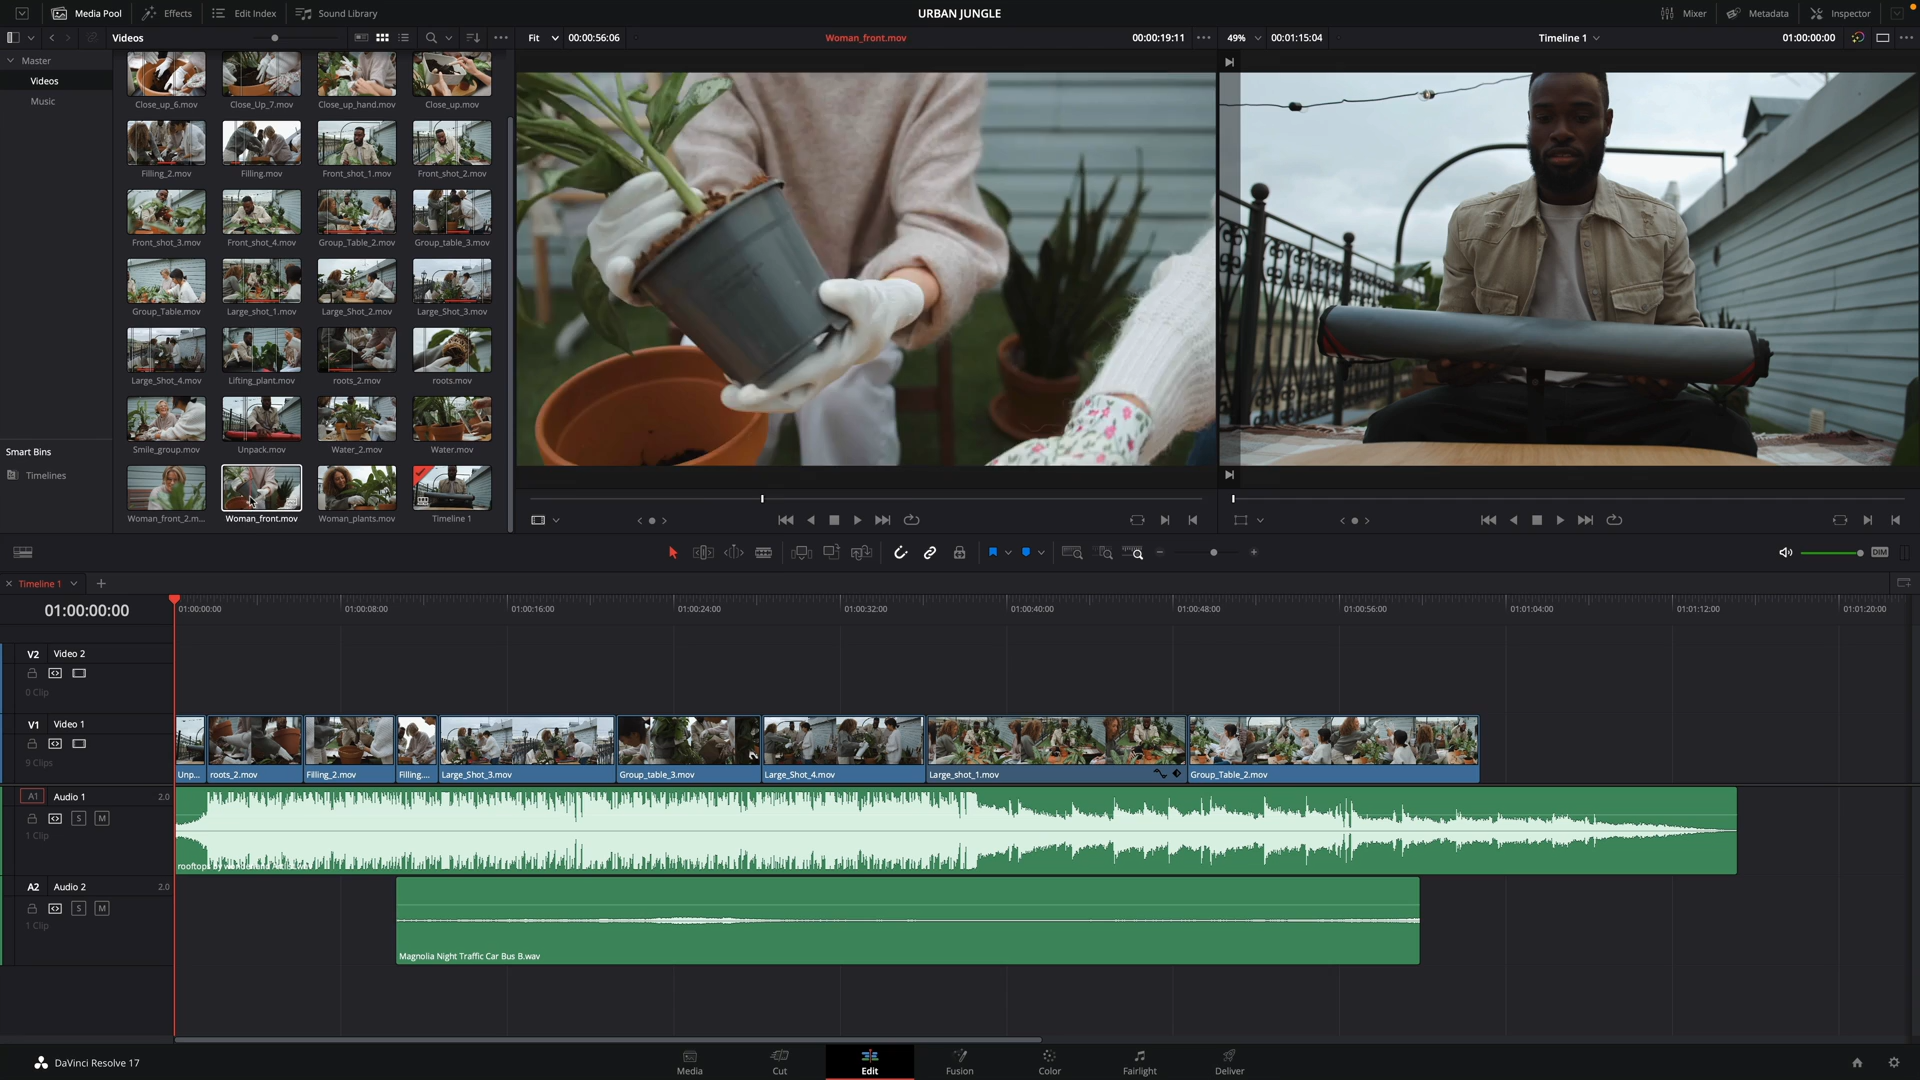 Media Pool
Effects
Edit Index
Sound Library
URBAN JUNGLE
Mixer
Metadata
Inspector
Videos
Fit
00:00:56:06
Woman_front.mov
00:00:19:11
49%
00:01:15:04
Timeline 1
01:00:00:00
Master
Videos
Music
Close_up_6.mov
Close_Up_7.mov
Close_up_hand.mov
Close_up.mov
Filling_2.mov
Filling.mov
Front_shot_1.mov
Front_shot_2.mov
Front_shot_3.mov
Front_shot_4.mov
Group_Table_2.mov
Group_table_3.mov
Group_Table.mov
Large_shot_1.mov
Large_Shot_2.mov
Large_Shot_3.mov
Large_Shot_4.mov
Lifting_plant.mov
roots_2.mov
roots.mov
Smile_group.mov
Unpack.mov
Water_2.mov
Water.mov
Woman_front_2.m...
Woman_front.mov
Woman_plants.mov
Timeline 1
Smart Bins
Timelines
DIM
Timeline 1
01:00:00:00
01:00:00:00
01:00:08:00
01:00:16:00
01:00:24:00
01:00:32:00
01:00:40:00
01:00:48:00
01:00:56:00
01:01:04:00
01:01:12:00
01:01:20:00
V2 Video 2
0 Clip
V1 Video 1
9 Clips
Unp...
roots_2.mov
Filling_2.mov
Filling....
Large_Shot_3.mov
Group_table_3.mov
Large_Shot_4.mov
Large_shot_1.mov
Group_Table_2.mov
A1 Audio 1 2.0
S M
1 Clip
A2 Audio 2 2.0
S M
1 Clip
Magnolia Night Traffic Car Bus B.wav
DaVinci Resolve 17
Media
Cut
Edit
Fusion
Color
Fairlight
Deliver